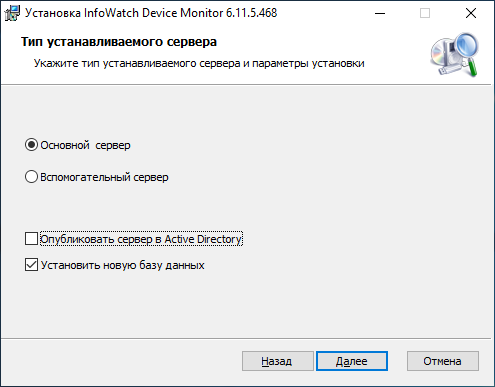 Установка InfoWatch Device Monitor 6.11.5.468
Тип устанавливаемого сервера
Укажите тип устанавливаемого сервера и параметры установки
Основной сервер
Вспомогательный сервер
Опубликовать сервер в Active Directory
Установить новую базу данных
Назад Далее Отмена